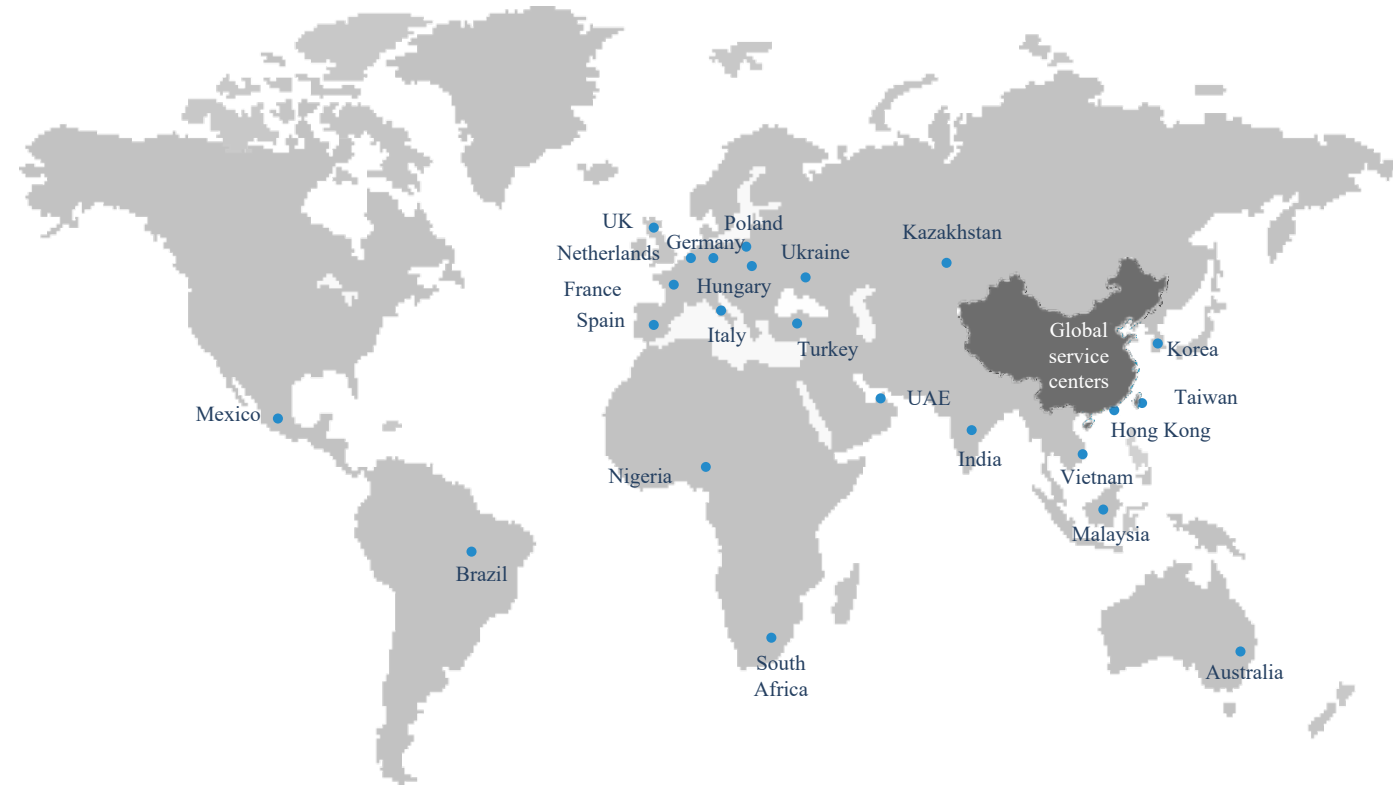 UK
Poland
Kazakhstan
Germany
Netherlands
Ukraine
France
Hungary
Spain
Italy
Turkey
Global
service
centers
Korea
UAE
Taiwan
Mexico
Hong Kong
India
Nigeria
Vietnam
Malaysia
Brazil
South
Africa
Australia